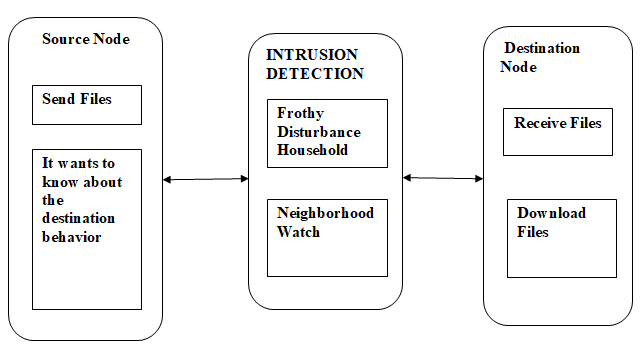 Source Node
Send Files
It wants to
know about
the
destination
behavior
INTRUSION
DETECTION
Frothy
Disturbance
Household
Neighborhood
Watch
Destination
Node
Receive Files
Download
Files